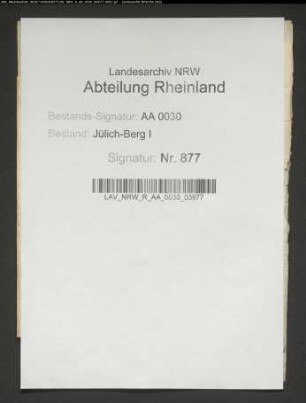 Landesarchiv NRW
Abteilung Rheinland
Bestands-Signatur: AA 0030
Bestand: Jülich-Berg I
Signatur: Nr. 877
LAV_NRW_R_AA_0030_00877